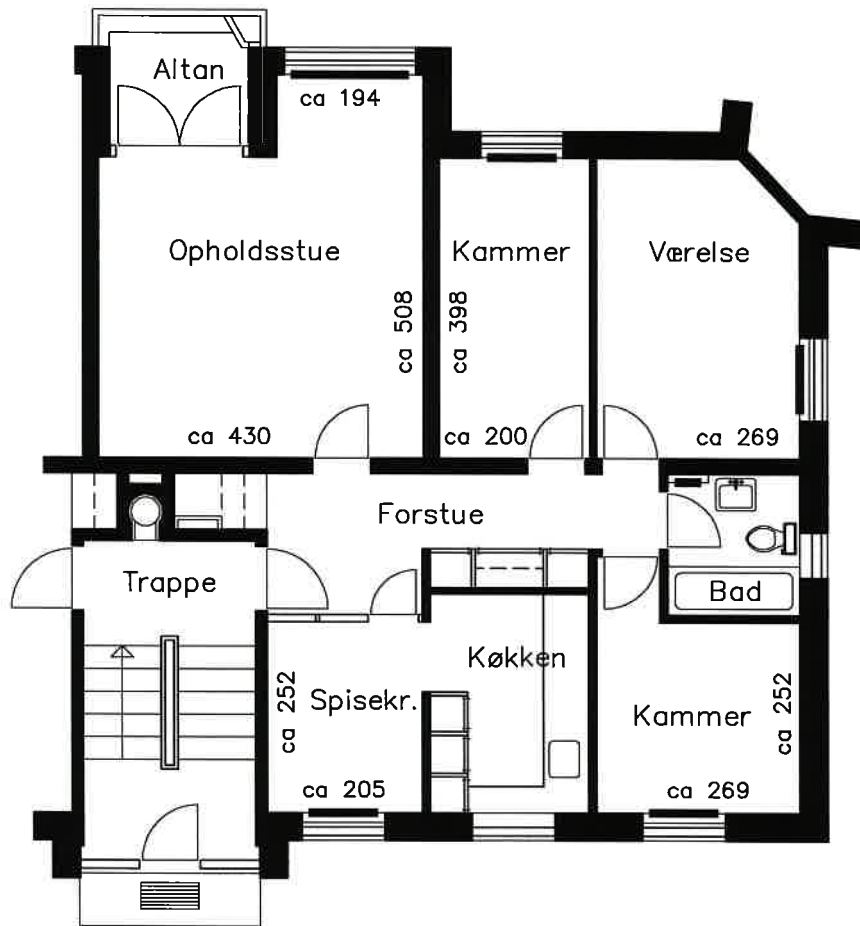 Altan
ca 194
Opholdsstue
Kammer
Værelse
ca 508
ca 398
ca 430
ca 200
ca 269
Forstue
Trappe
Bad
Køkken
Spisekr.
Kammer
ca 252
ca 252
ca 205
ca 269